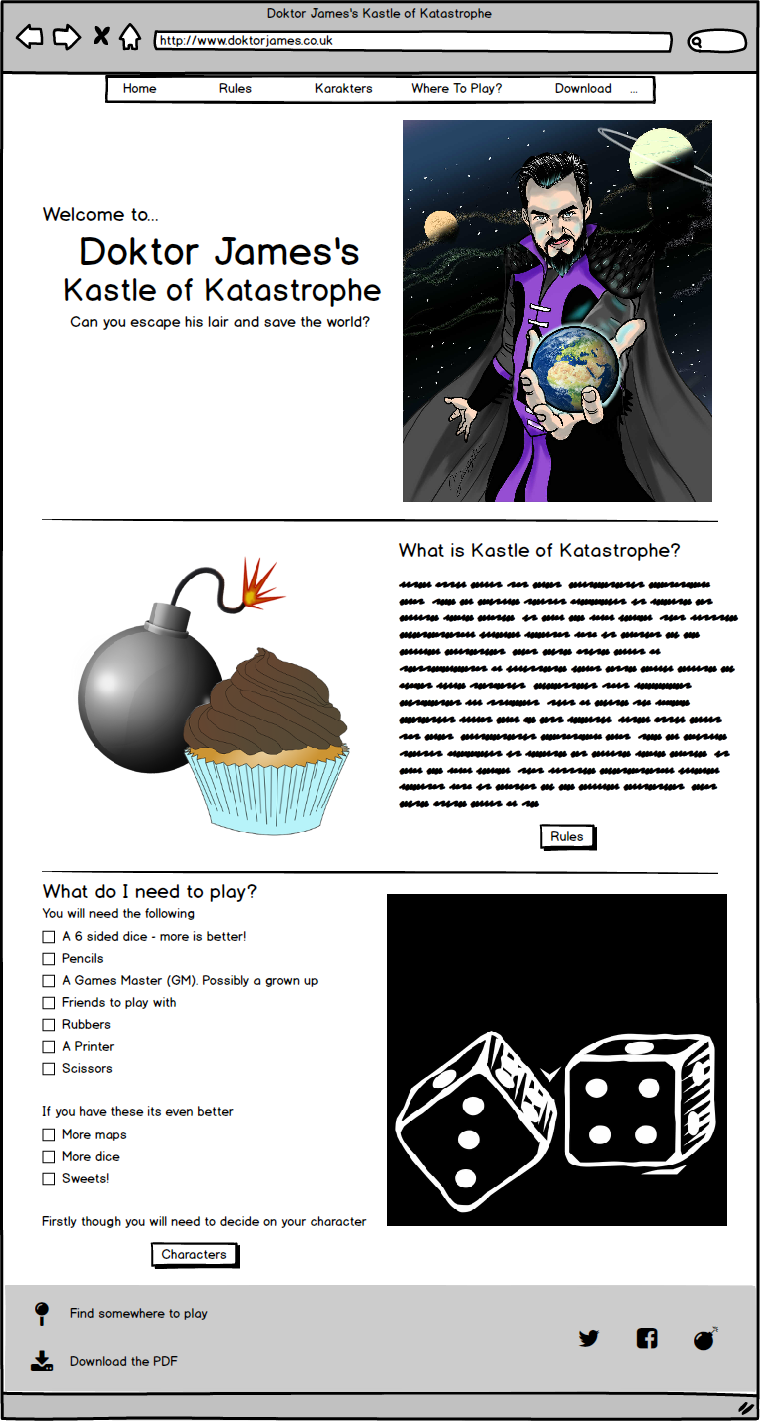 Doktor James's Kastle of Katastrophe
http://www.doktorjames.co.uk
Home Rules Karakters Where To Play? Download ...
Welcome to...
Doktor James's
Kastle of Katastrophe
Can you escape his lair and save the world?
What is Kastle of Katastrophe?
Rules
What do I need to play?
You will need the following
A 6 sided dice - more is better!
Pencils
A Games Master (GM). Possibly a grown up
Friends to play with
Rubbers
A Printer
Scissors
If you have these its even better
More maps
More dice
Sweets!
Firstly though you will need to decide on your character
Characters
Find somewhere to play
Download the PDF